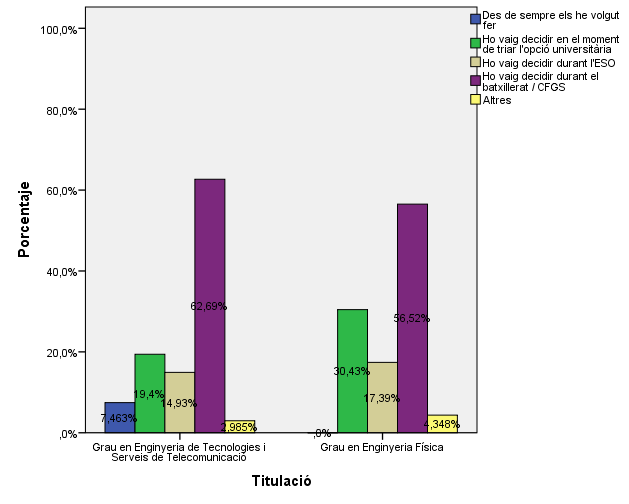 100,0%
80,0%
60,0%
40,0%
20,0%
,0%
Porcentaje
Des de sempre els he volgut
fer
Ho vaig decidir en el moment
de triar l'opció universitària
Ho vaig decidir durant l'ESO
Ho vaig decidir durant el
batxillerat / CFGS
Altres
7,463%
19,4%
14,93%
62,69%
2,985%
,0%
30,43%
17,39%
56,52%
4,348%
Grau en Enginyeria de Tecnologies i
Serveis de Telecomunicació
Grau en Enginyeria Física
Titulació